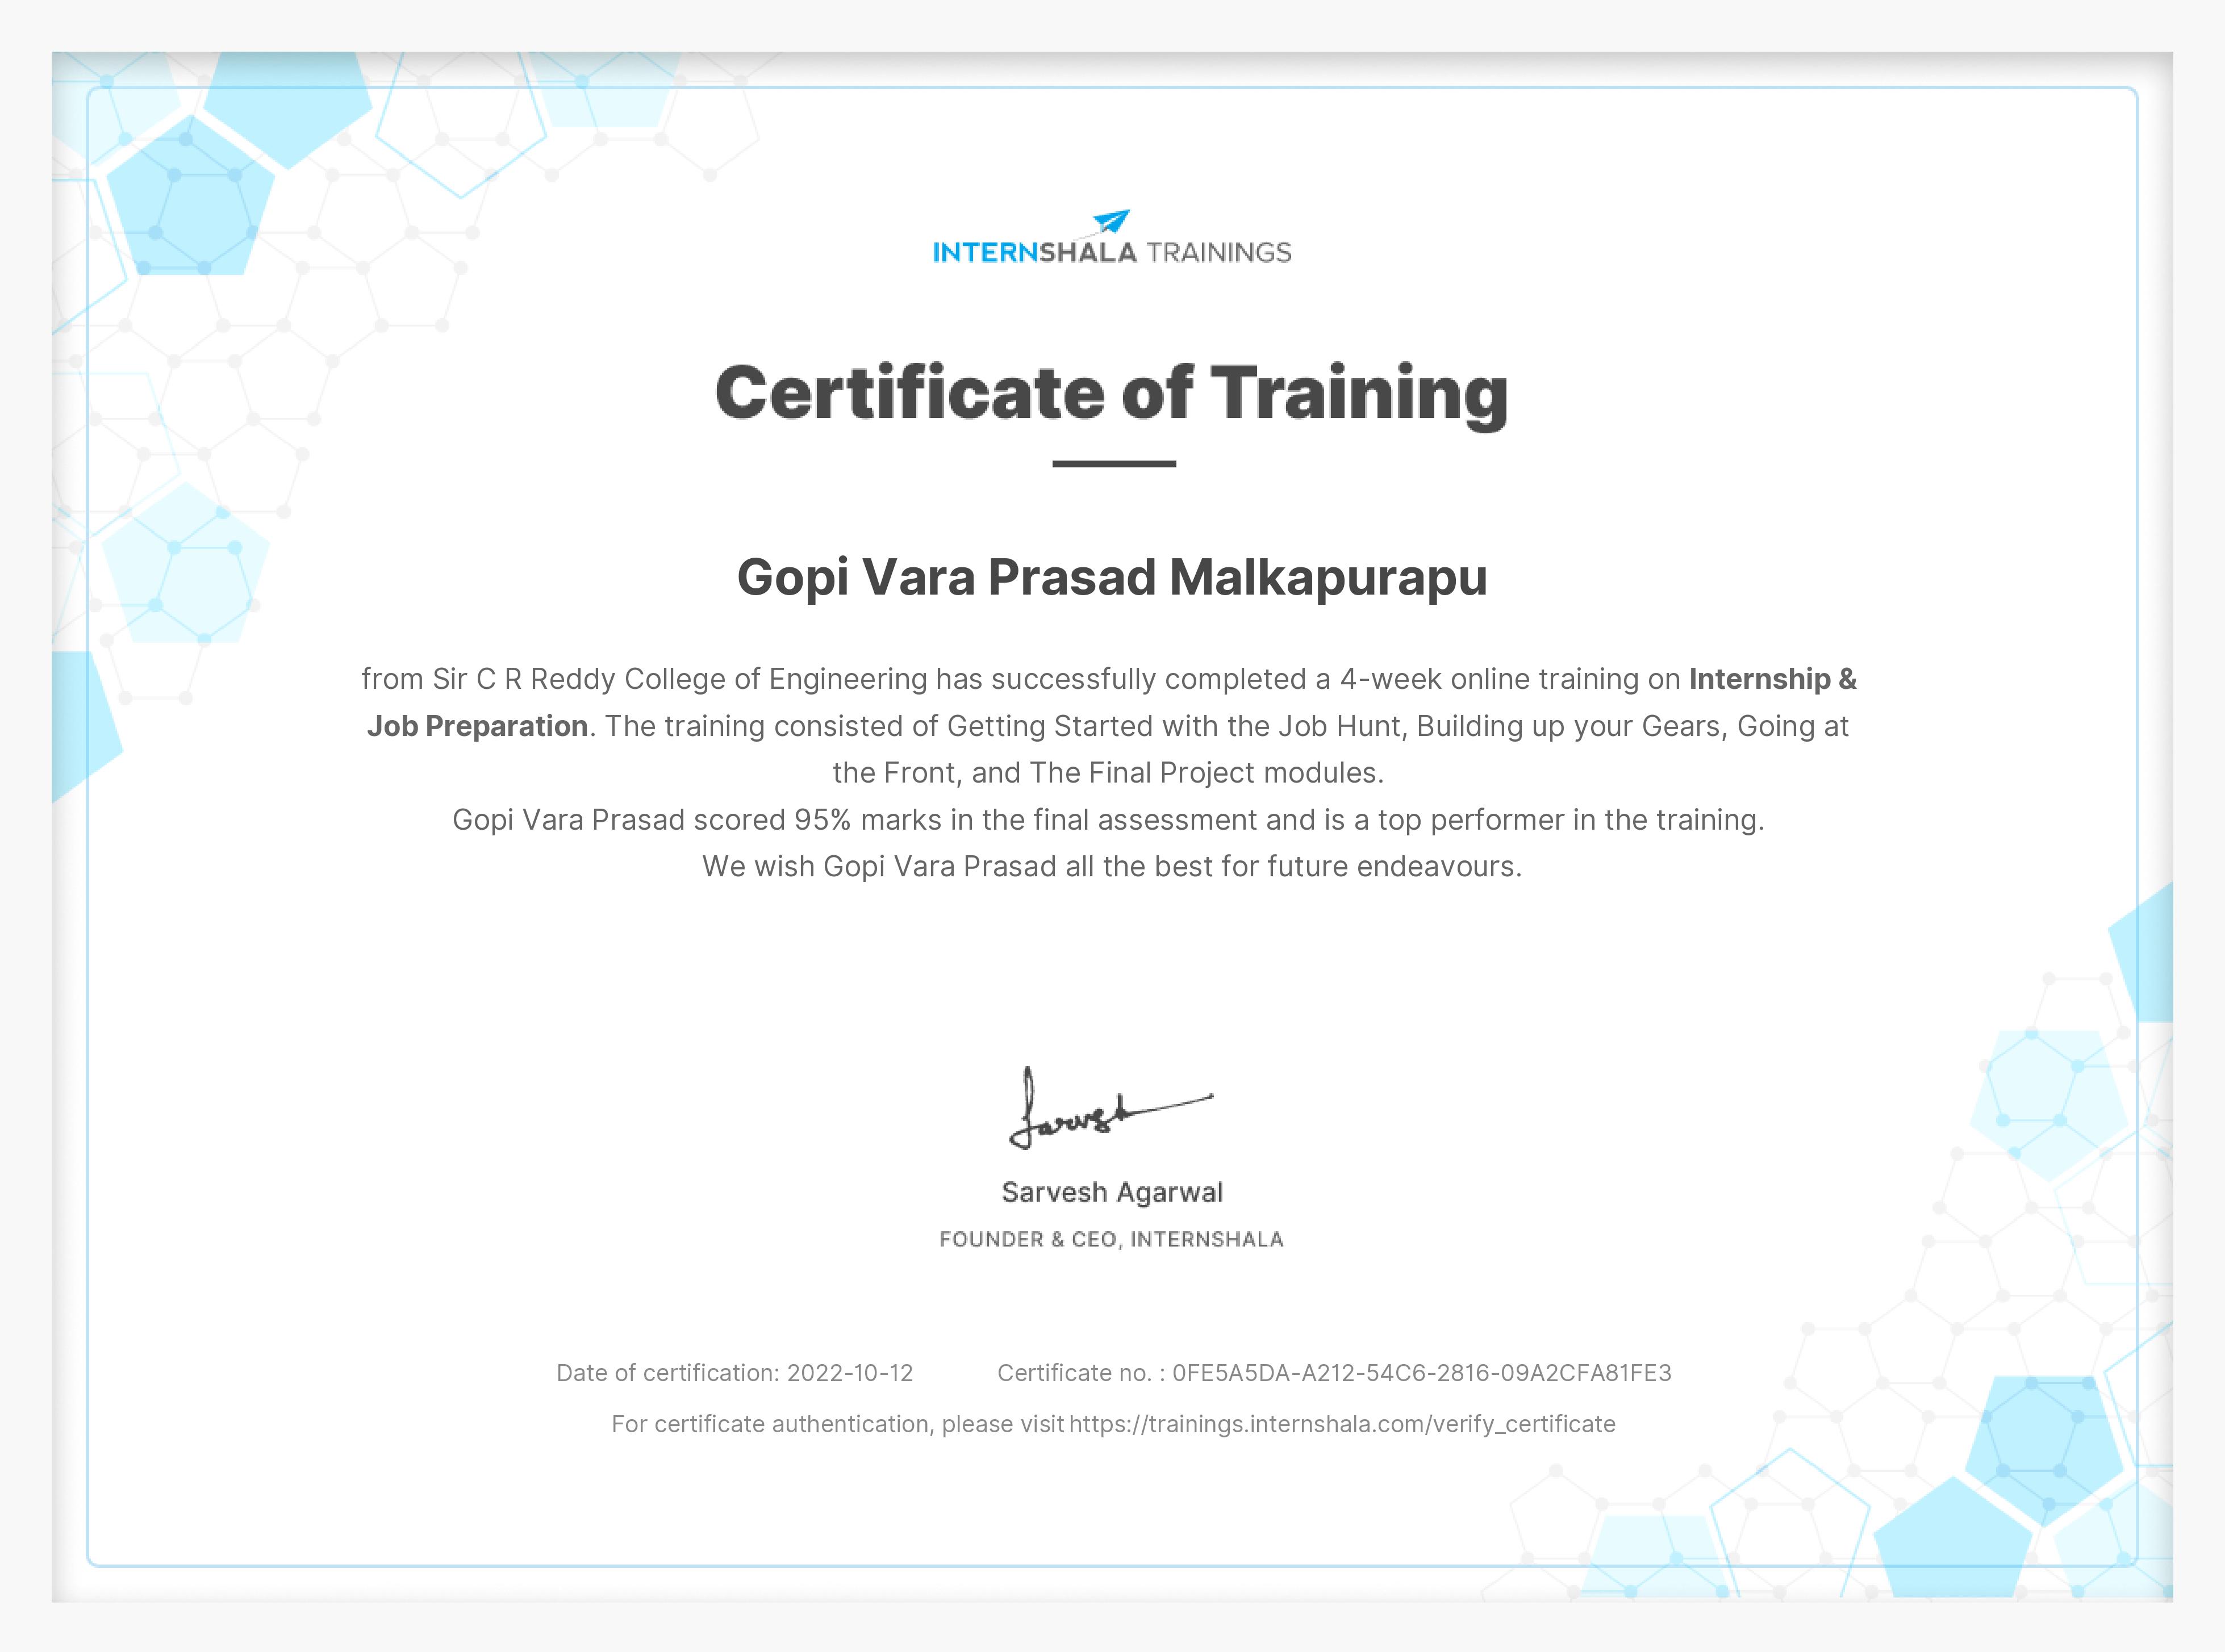 INTERNSHALA TRAININGS
Certificate of Training
Gopi Vara Prasad Malkapurapu
from Sir C R Reddy College of Engineering has successfully completed a 4-week online training on Internship &
Job Preparation. The training consisted of Getting Started with the Job Hunt, Building up your Gears, Going at
the Front, and The Final Project modules.
Gopi Vara Prasad scored 95% marks in the final assessment and is a top performer in the training.
We wish Gopi Vara Prasad all the best for future endeavours.
Sarvesh
Sarvesh Agarwal
FOUNDER & CEO, INTERNSHALA
Date of certification: 2022-10-12 Certificate no. : 0FE5A5DA-A212-54C6-2816-09A2CFA81FE3
For certificate authentication, please visit https://trainings.internshala.com/verify_certificate